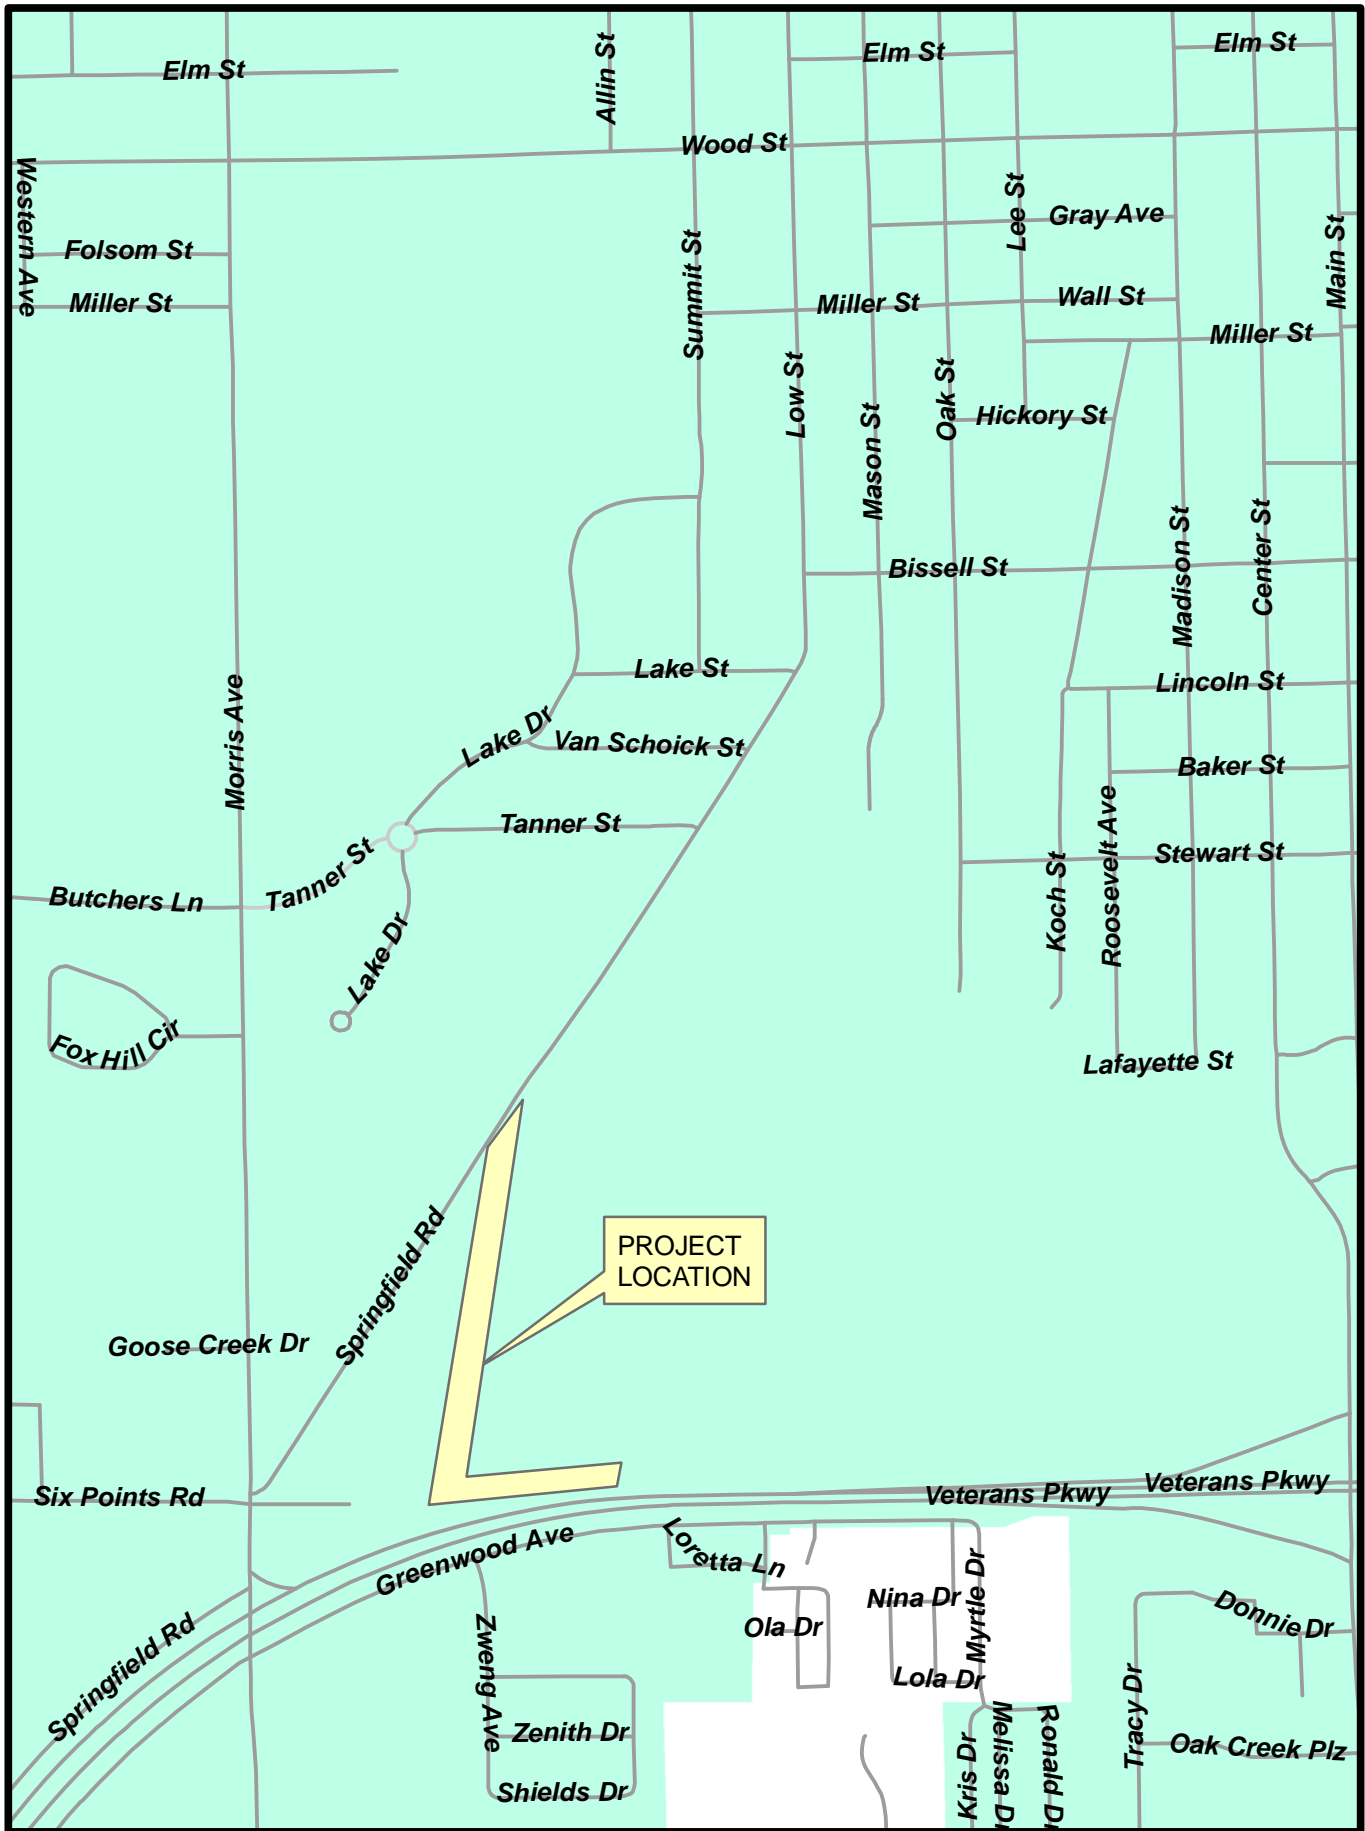 Elm St
Allin St
Elm St
Elm St
Wood St
Western Ave
Folsom St
Miller St
Summit St
Lee St
Gray Ave
Main St
Miller St
Wall St
Miller St
Low St
Mason St
Oak St
Hickory St
Bissell St
Madison St
Center St
Morris Ave
Lake St
Lake Dr
Van Schoick St
Lincoln St
Baker St
Tanner St
Tanner St
Roosevelt Ave
Stewart St
Koch St
Butchers Ln
Lake Dr
Fox Hill Cir
Lafayette St
Springfield Rd
PROJECT
LOCATION
Goose Creek Dr
Six Points Rd
Veterans Pkwy
Veterans Pkwy
Greenwood Ave
Loretta Ln
Nina Dr
Myrtle Dr
Ola Dr
Donnie Dr
Springfield Rd
Zweng Ave
Lola Dr
Tracy Dr
Zenith Dr
Kris Dr
Melissa Dr
Ronald Dr
Oak Creek Plz
Shields Dr